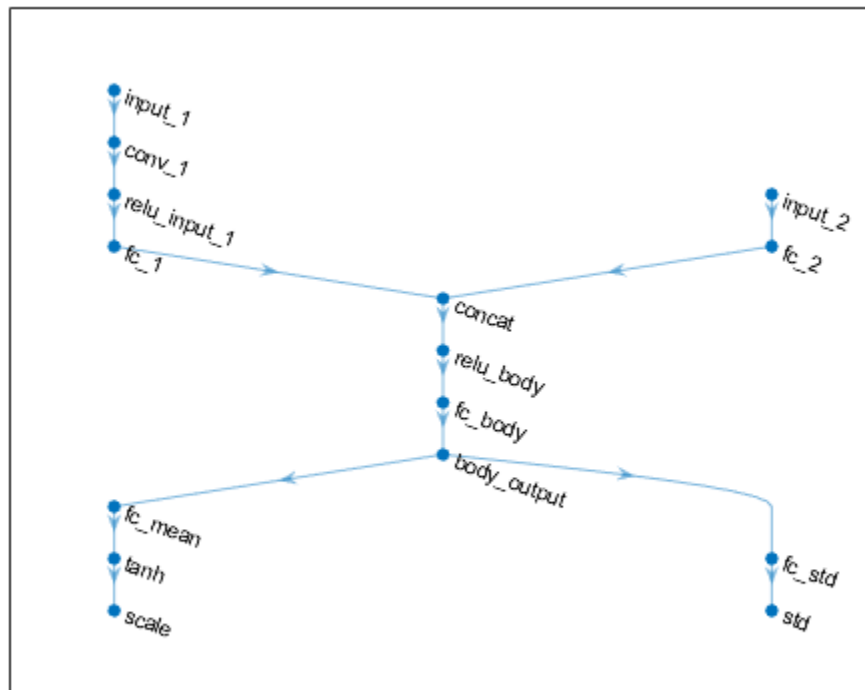 input_1
conv_1
relu_input_1
input_2
fc_1
fc_2
concat
relu_body
fc_body
body_output
fc_mean
tanh
fc_std
scale
std